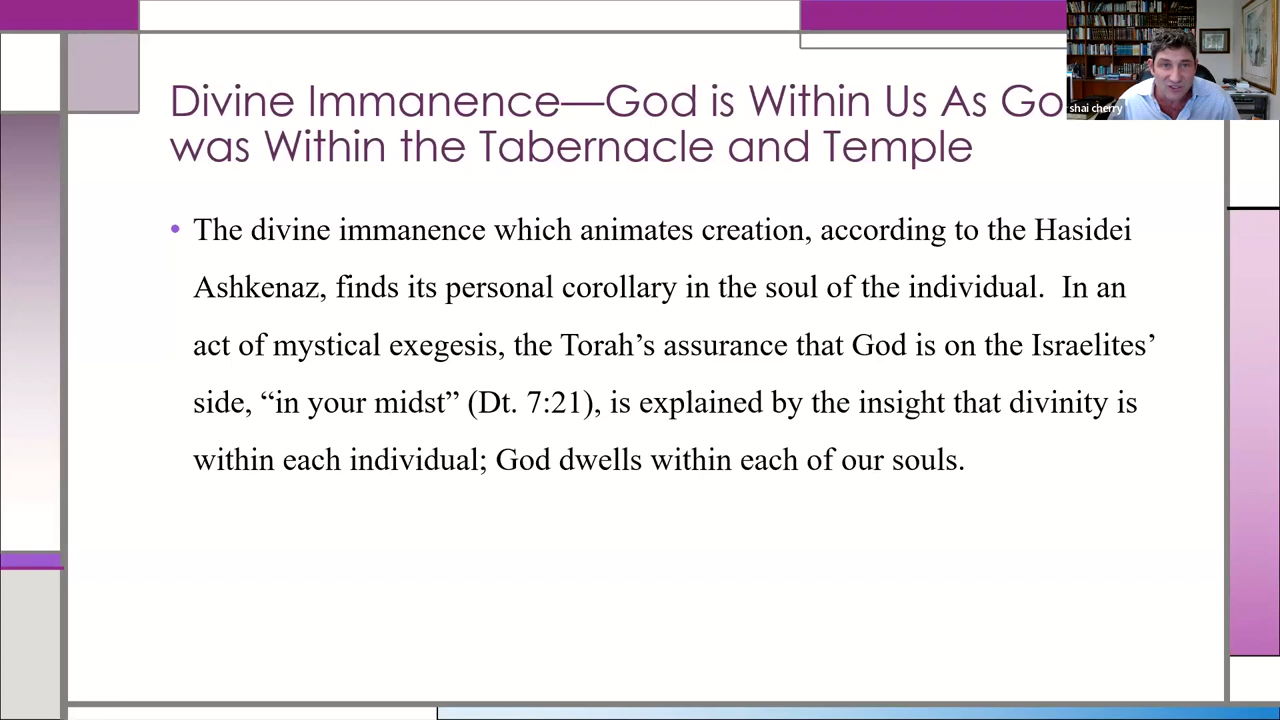 Divine Immanence—God is Within Us As Go
was Within the Tabernacle and Temple
shai cherry
• The divine immanence which animates creation, according to the Hasidei
Ashkenaz, finds its personal corollary in the soul of the individual.  In an
act of mystical exegesis, the Torah’s assurance that God is on the Israelites’
side, “in your midst” (Dt. 7:21), is explained by the insight that divinity is
within each individual; God dwells within each of our souls.